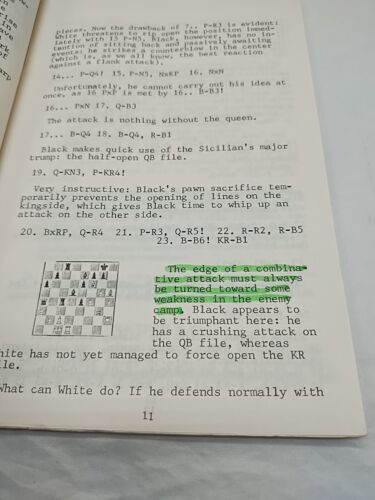 pieces. Now the drawback of 7.. P-R3 is evident:
White threatens to rip open the position immed-
iately with 15 P-N5. Black, however, has no in-
tention of sitting back and passively awaiting
events: he strikes a counterblow in the center
(which is, as we all know, the best reaction
against a flank attack).
14... P-Q4! 15. P-N5, NxRP 16. NxN
Unfortunately, he cannot carry out his idea at
once, as 16 PxP is met by 16.. B-B3!
16... PxN 17. Q-B3
The attack is nothing without the queen.
17... B-Q4 18. B-Q4, R-B1
Black makes quick use of the Sicilian's major
trump: the half-open QB file.
19. Q-KN3, P-KR4!
Very instructive: Black's pawn sacrifice tem-
porarily prevents the opening of lines on the
kingside, which gives Black time to whip up an
attack on the other side.
20. BxRP, Q-R4 21. P-R3, Q-R5! 22. R-R2, R-B5
23. B-B6! KR-B1
The edge of a combina-
tive attack must always
be turned toward some
weakness in the enemy
camp. Black appears to
be triumphant here: he
has a crushing attack on
the QB file, whereas
hite has not yet managed to force open the KR
ile.
What can White do? If he defends normally with
11